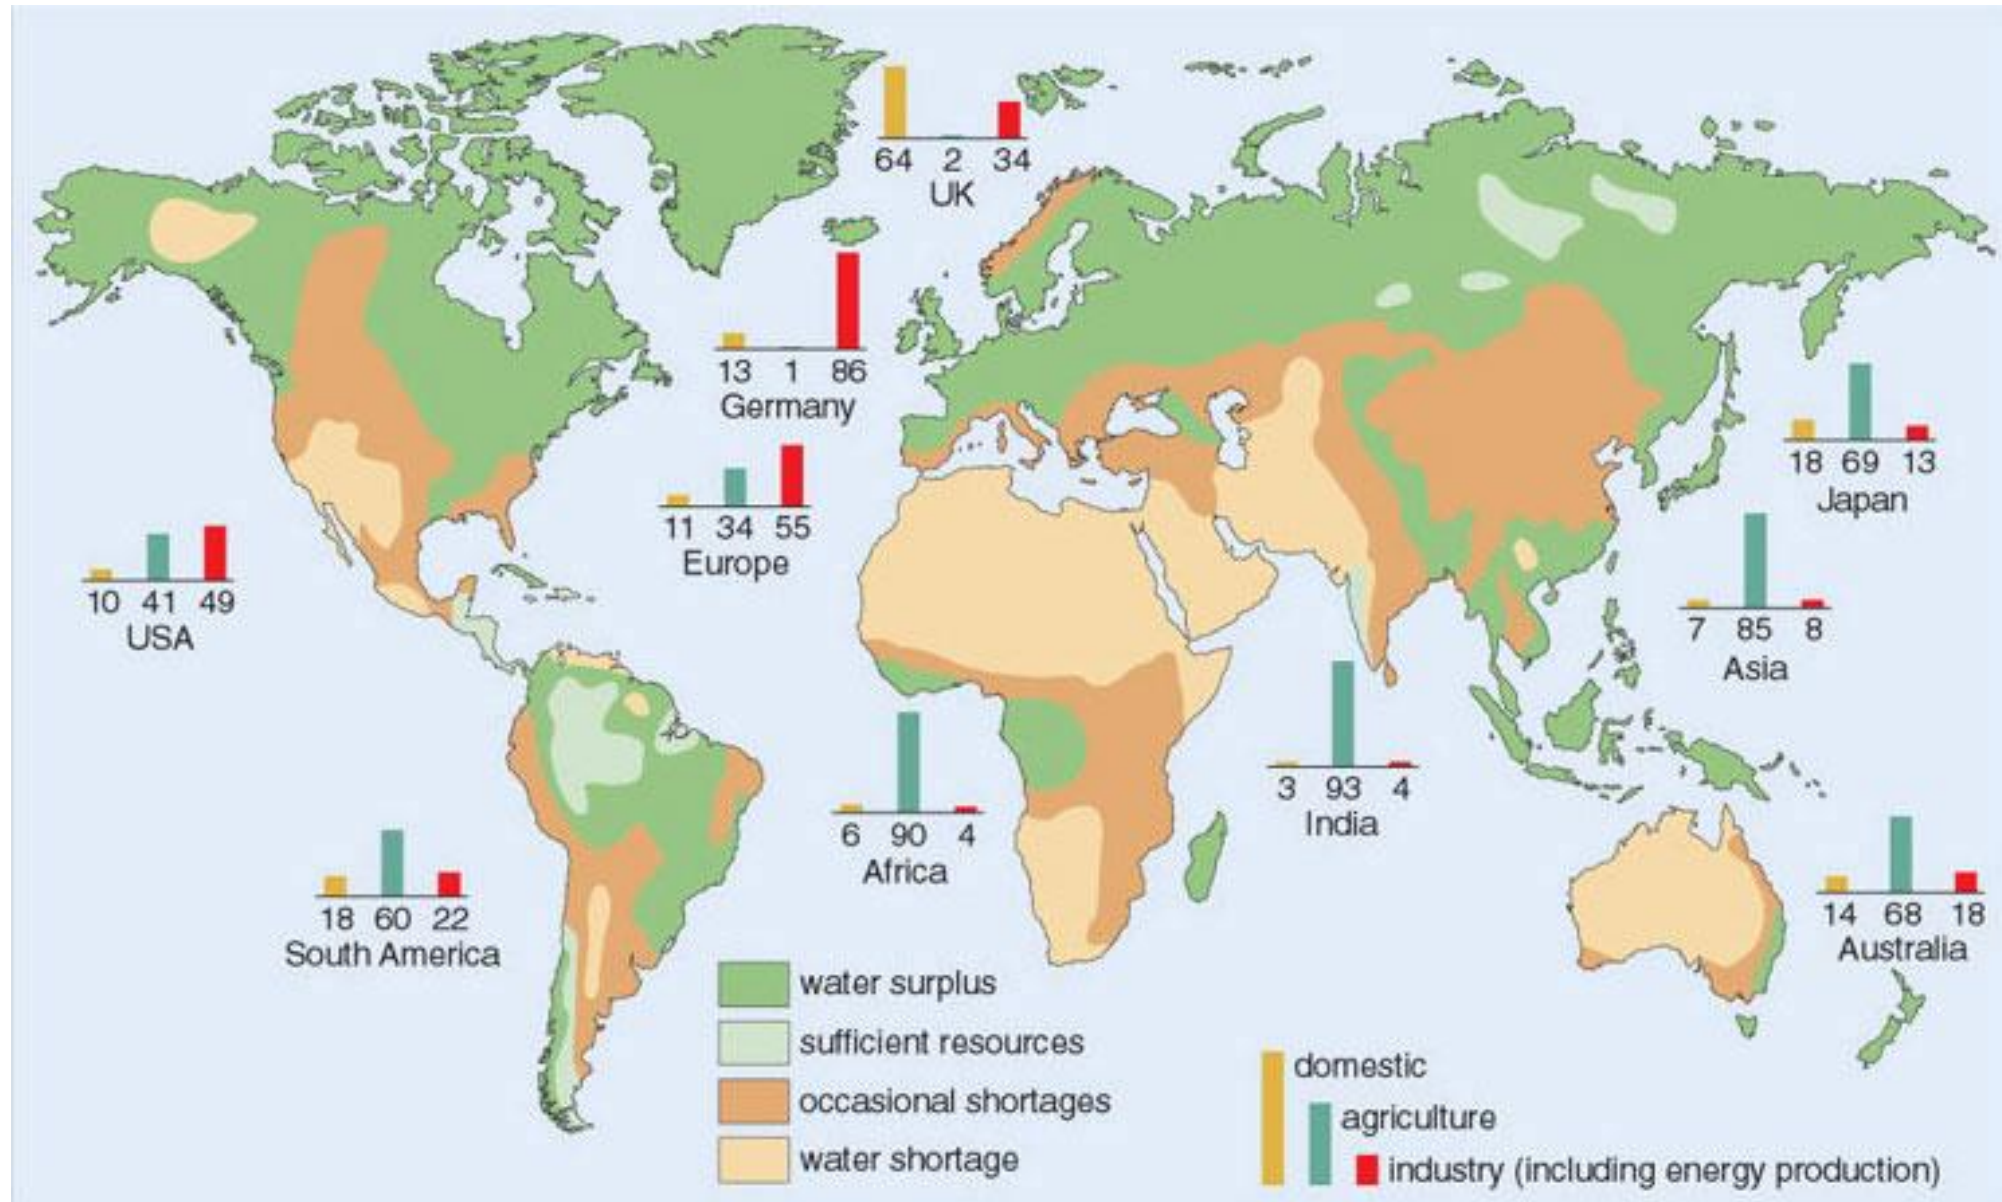 64 2 34
UK
13 1 86
Germany
11 34 55
Europe
18 69 13
Japan
10 41 49
USA
7 85 8
Asia
3 93 4
India
6 90 4
Africa
18 60 22
South America
14 68 18
Australia
water surplus
sufficient resources
occasional shortages
water shortage
domestic
agriculture
industry (including energy production)